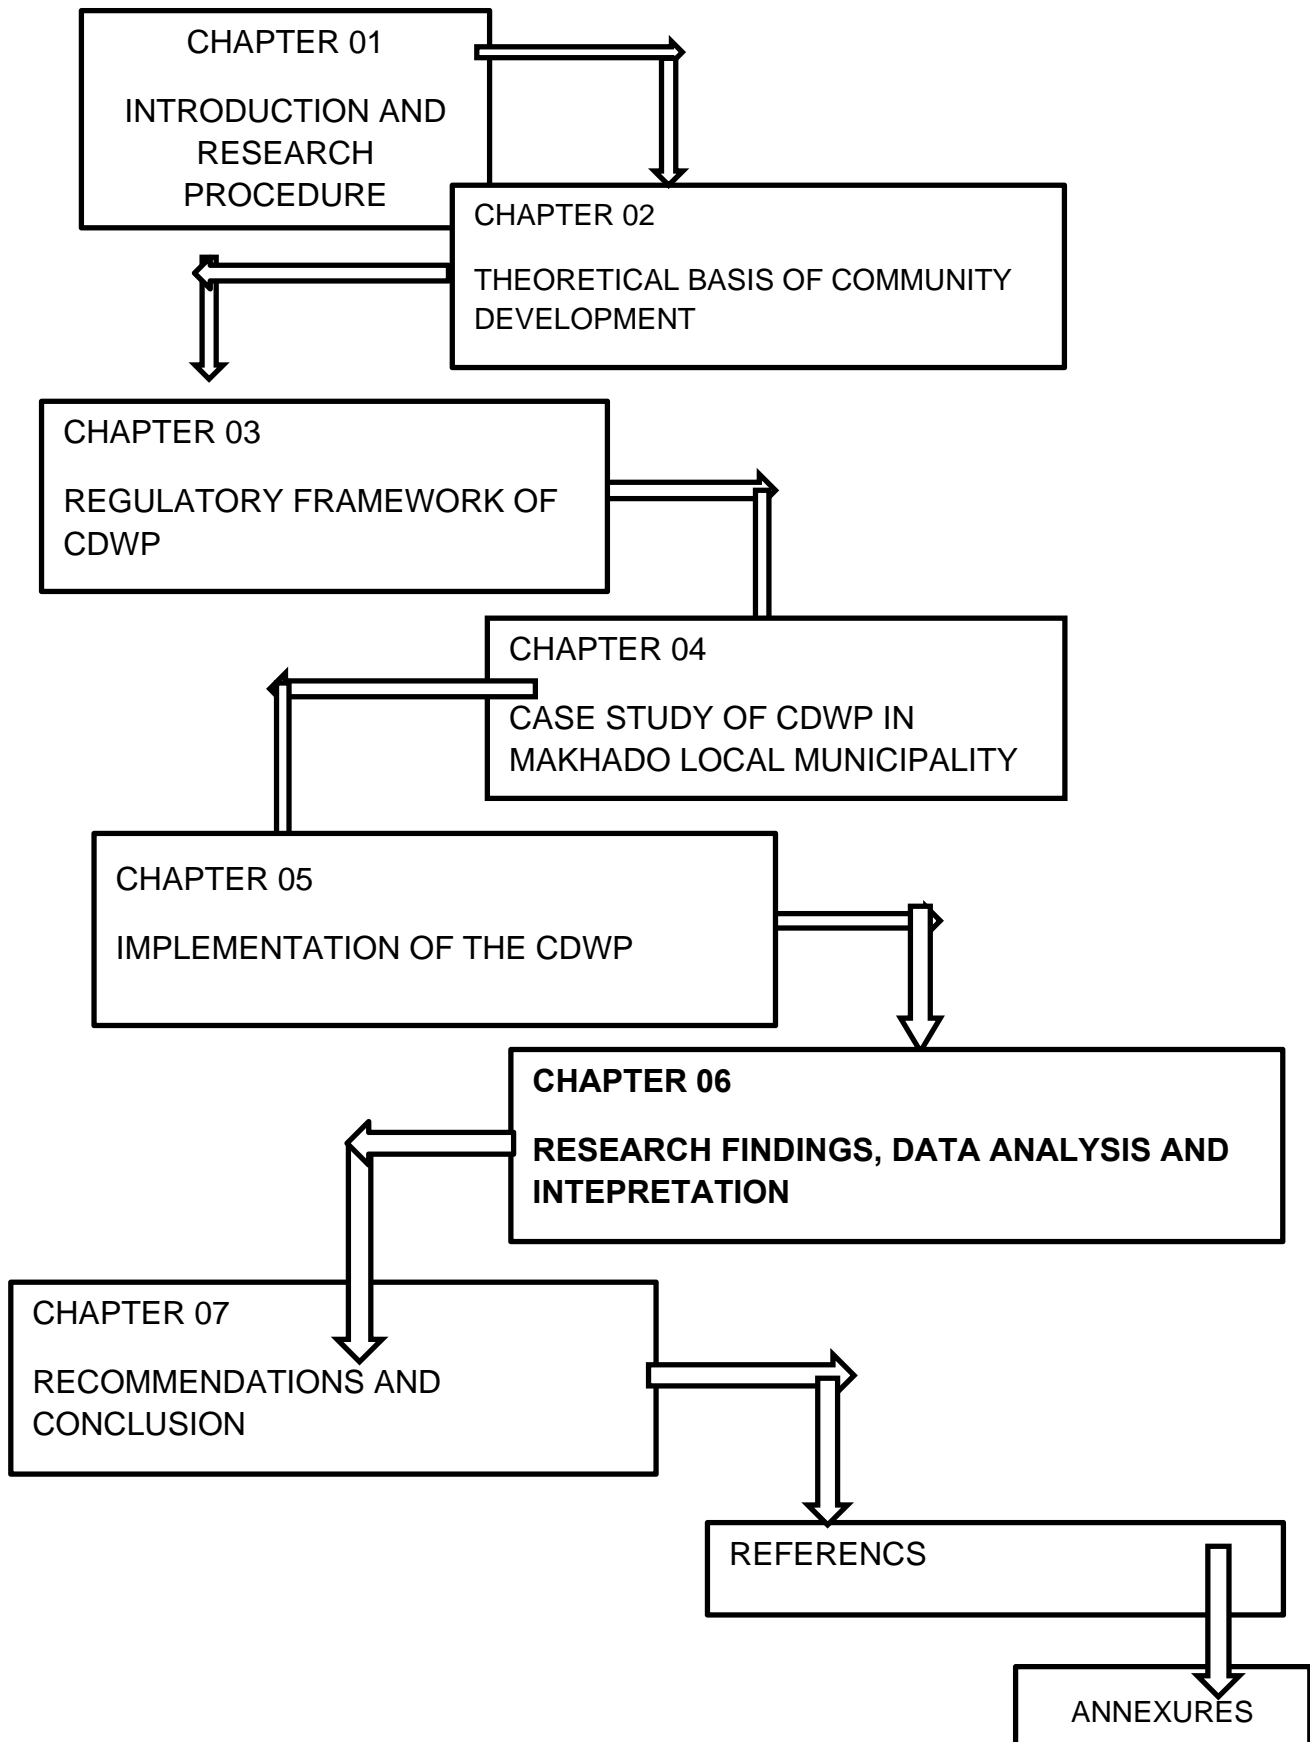 CHAPTER 01
INTRODUCTION AND
RESEARCH
PROCEDURE
CHAPTER 02
THEORETICAL BASIS OF COMMUNITY
DEVELOPMENT
CHAPTER 03
REGULATORY FRAMEWORK OF
CDWP
CHAPTER 04
CASE STUDY OF CDWP IN
MAKHADO LOCAL MUNICIPALITY
CHAPTER 05
IMPLEMENTATION OF THE CDWP
CHAPTER 06
RESEARCH FINDINGS, DATA ANALYSIS AND
INTEPRETATION
CHAPTER 07
RECOMMENDATIONS AND
CONCLUSION
REFERENCS
ANNEXURES